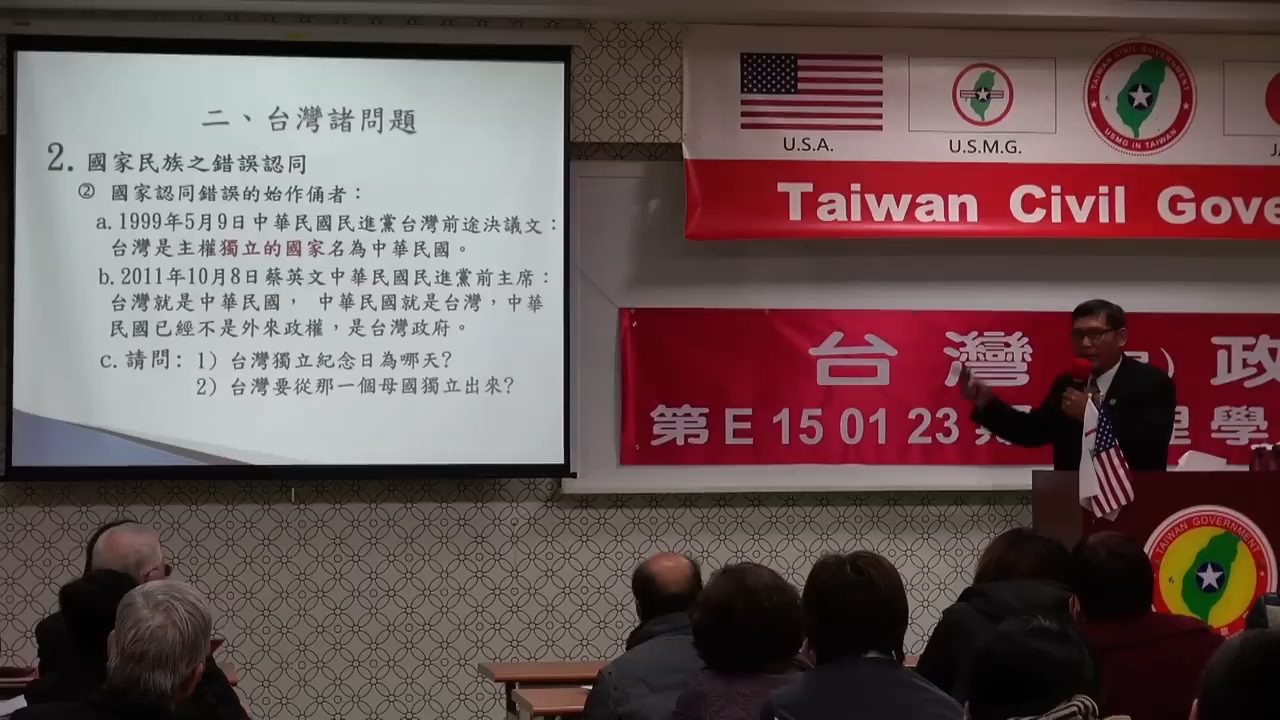 二、台灣諸問題
2. 國家民族之錯誤認同
② 國家認同錯誤的始作俑者：
a. 1999年5月9日中華民國民進黨台灣前途決議文：
台灣是主權獨立的國家名為中華民國。
b. 2011年10月8日蔡英文中華民國民進黨前主席：
台灣就是中華民國， 中華民國就是台灣，中華
民國已經不是外來政權，是台灣政府。
c. 請問: 1) 台灣獨立紀念日為哪天?
2) 台灣要從那一個母國獨立出來?
U.S.A.
U.S.M.G.
TAIWAN CIVIL GOVERNMENT
USMG IN TAIWAN
Taiwan Civil Gove
台灣 政
第E 15 01 23 期 理學
TAIWAN GOVERNMENT